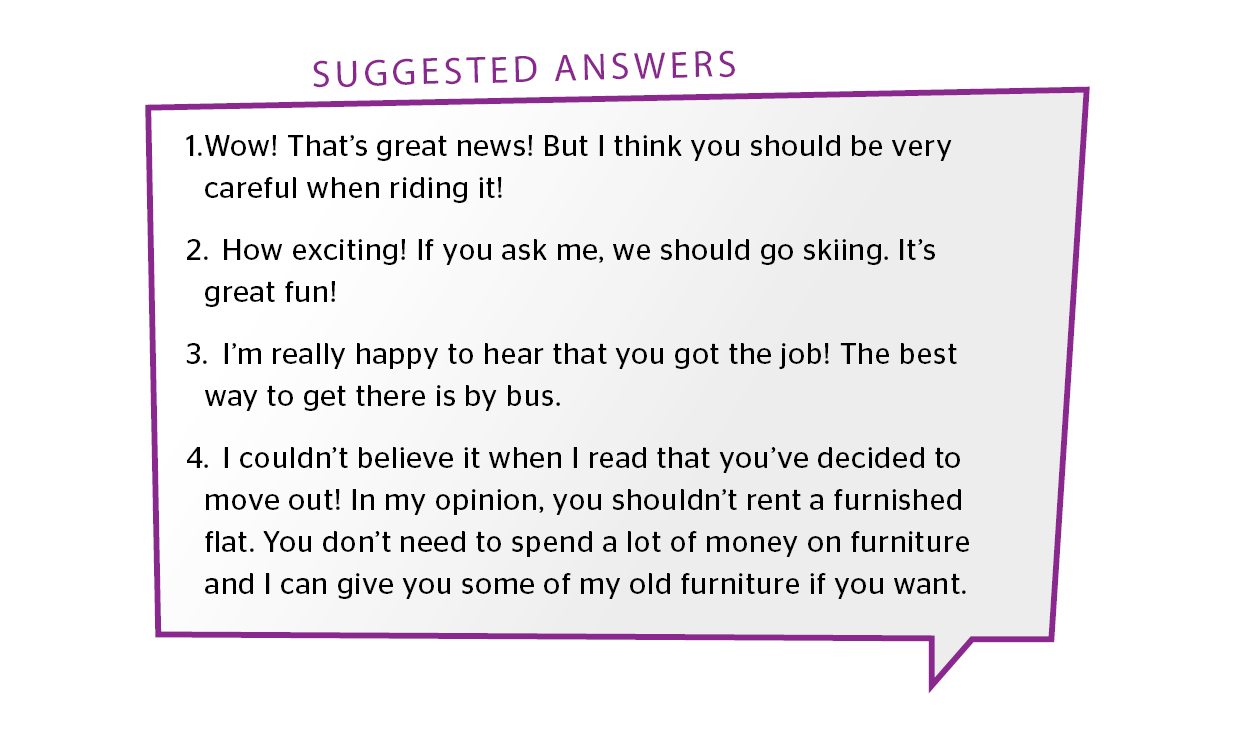 SUGGESTED ANSWERS
1.Wow! That’s great news! But I think you should be very
careful when riding it!
2. How exciting! If you ask me, we should go skiing. It’s
great fun!
3. I’m really happy to hear that you got the job! The best
way to get there is by bus.
4. I couldn’t believe it when I read that you’ve decided to
move out! In my opinion, you shouldn’t rent a furnished
flat. You don’t need to spend a lot of money on furniture
and I can give you some of my old furniture if you want.